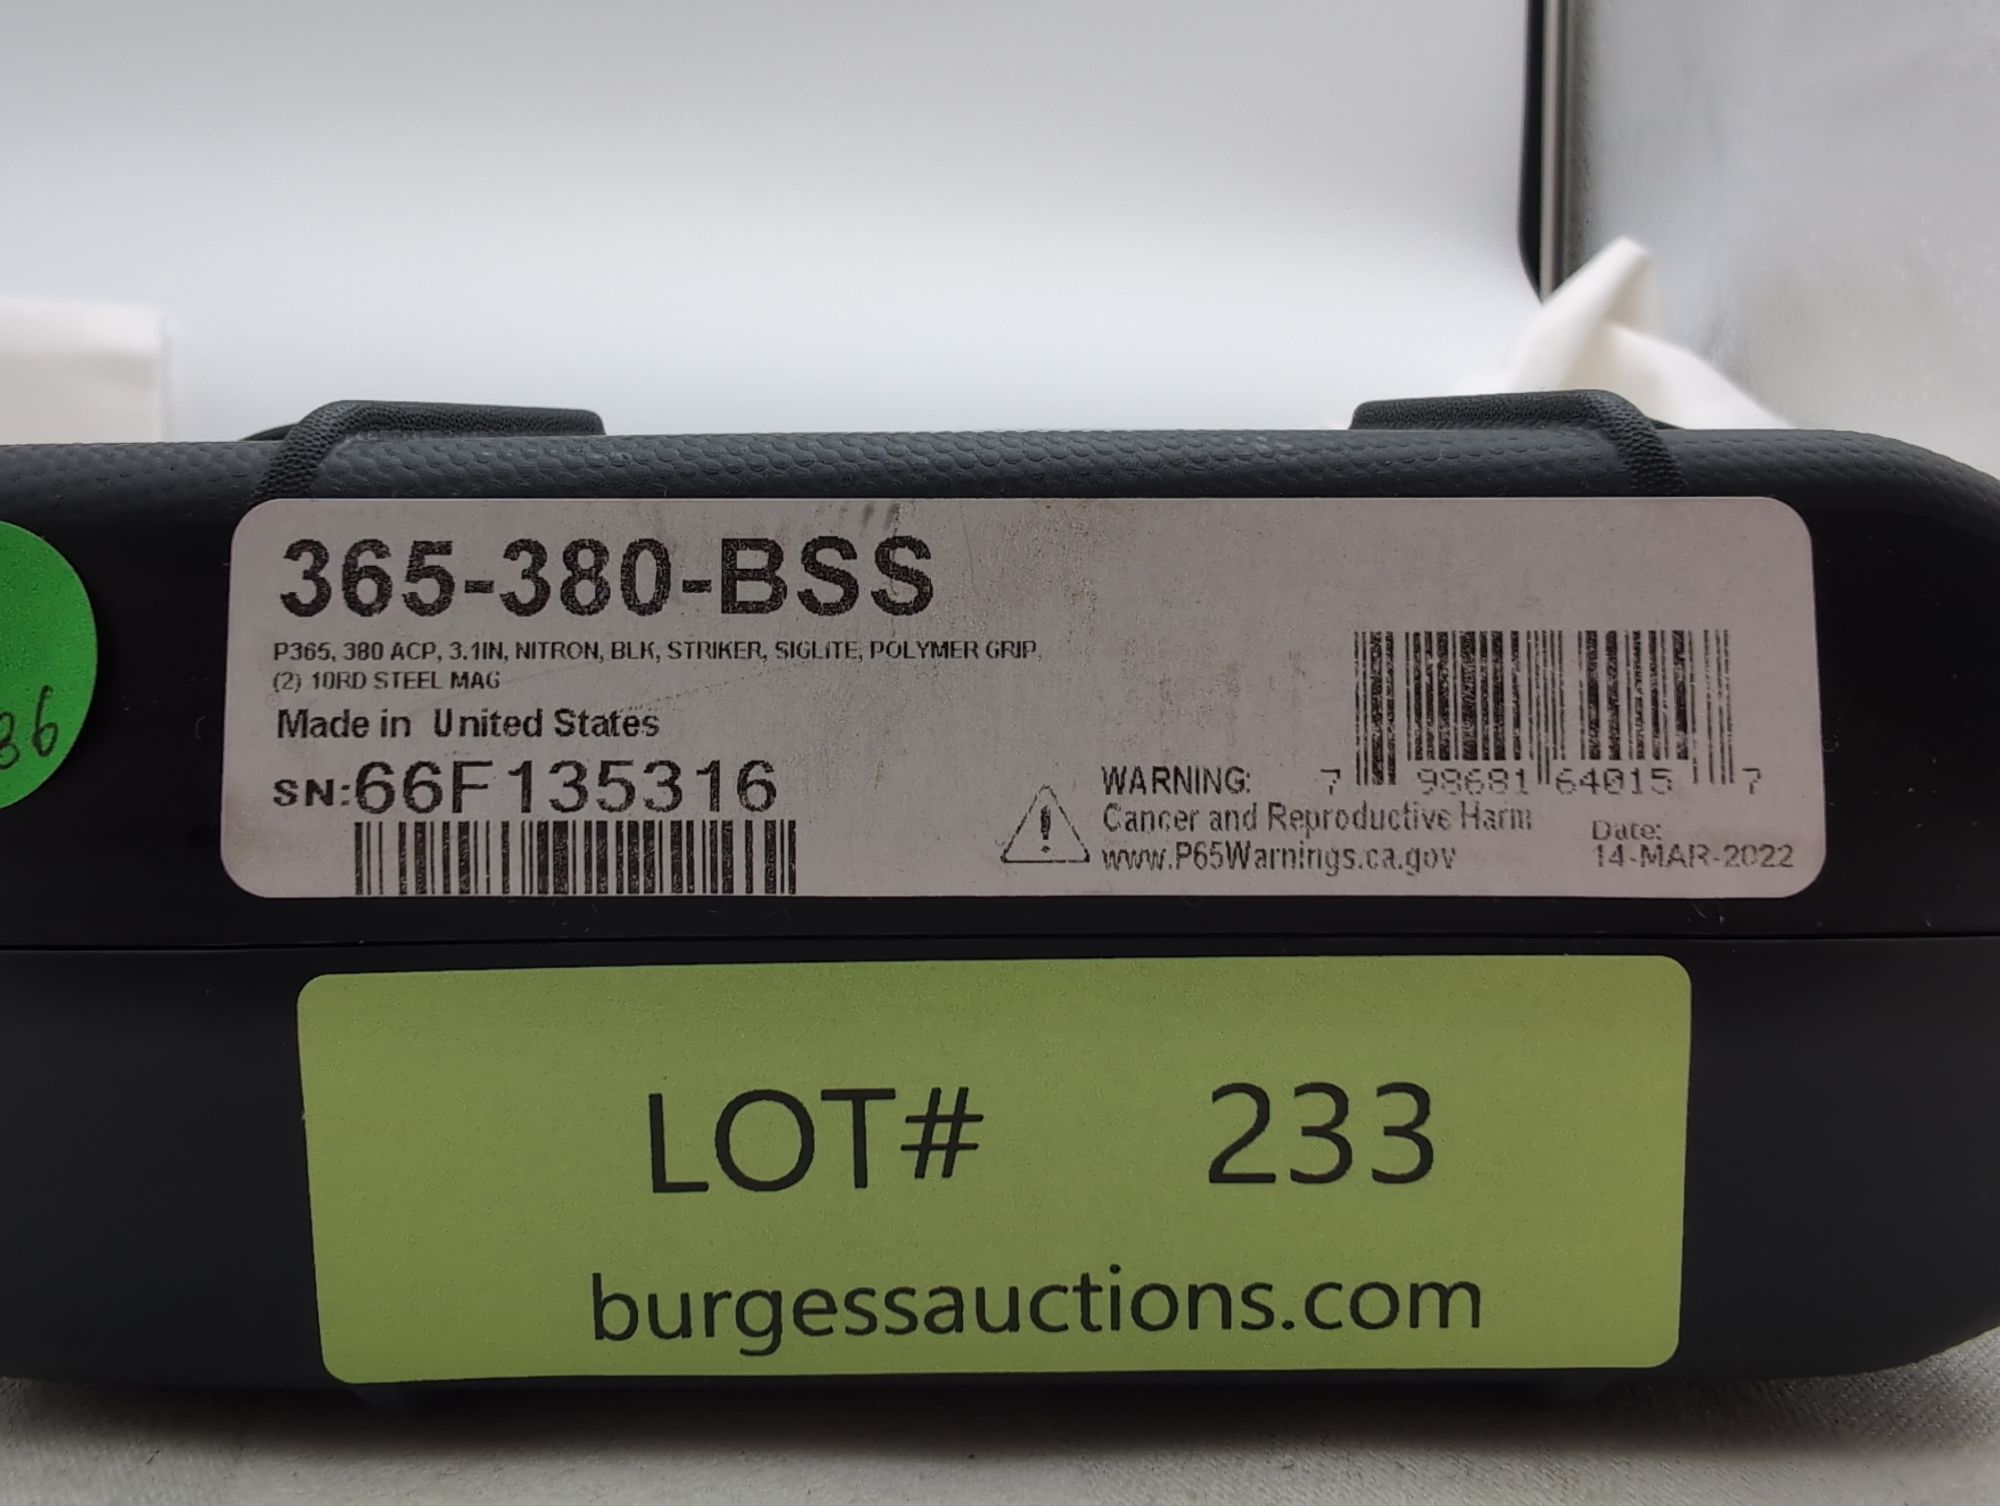 365-380-BSS
P365, 380 ACP, 3.1IN, NITRON, BLK, STRIKER, SIGLITE, POLYMER GRIP,
(2) 10RD STEEL MAG
Made in United States
SN:66F135316
7 98681 64015 7
WARNING:
Cancer and Reproductive Harm
www.P65Warnings.ca.gov
Date:
14-MAR-2022
86
LOT# 233
burgessauctions.com